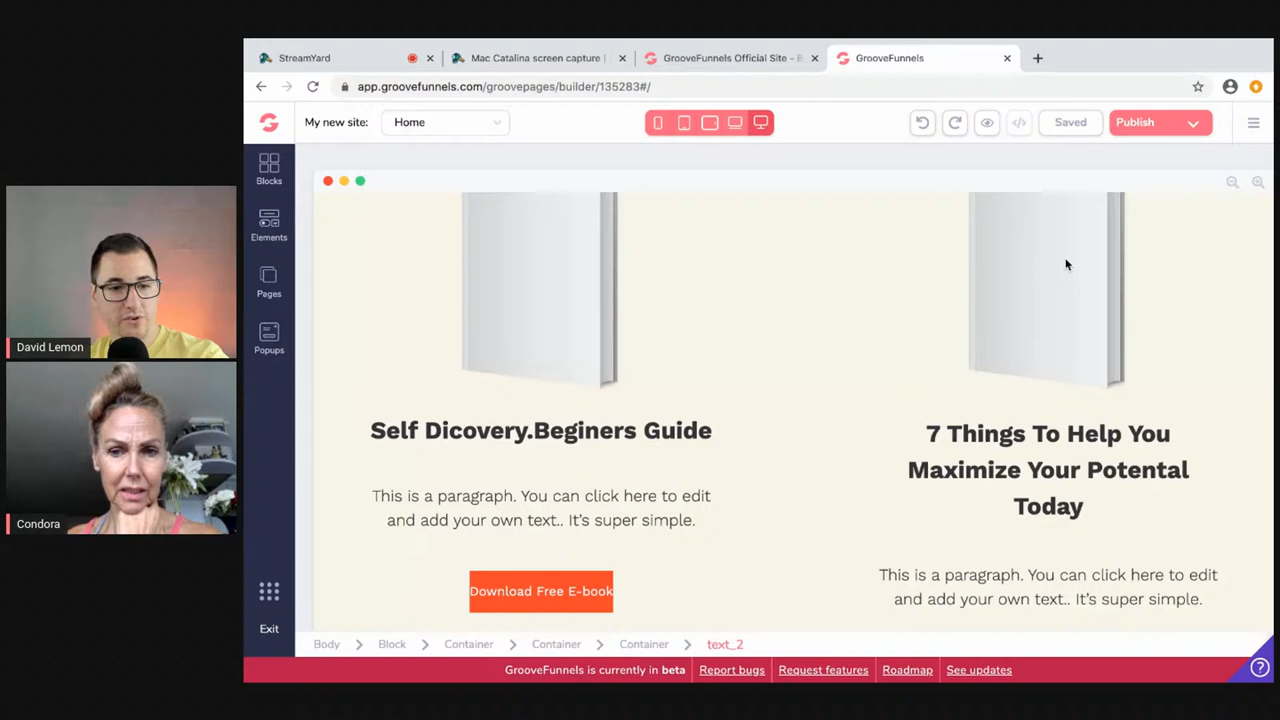 StreamYard
Mac Catalina screen capture |
GrooveFunnels Official Site - B
GrooveFunnels
app.groovefunnels.com/groovepages/builder/135283#/
My new site:
Home
Saved
Publish
Blocks
Elements
Pages
Popups
Exit
David Lemon
Condora
Self Dicovery.Beginers Guide
This is a paragraph. You can click here to edit
and add your own text.. It's super simple.
Download Free E-book
7 Things To Help You
Maximize Your Potental
Today
This is a paragraph. You can click here to edit
and add your own text.. It's super simple.
Body
Block
Container
Container
Container
text_2
GrooveFunnels is currently in beta
Report bugs
Request features
Roadmap
See updates